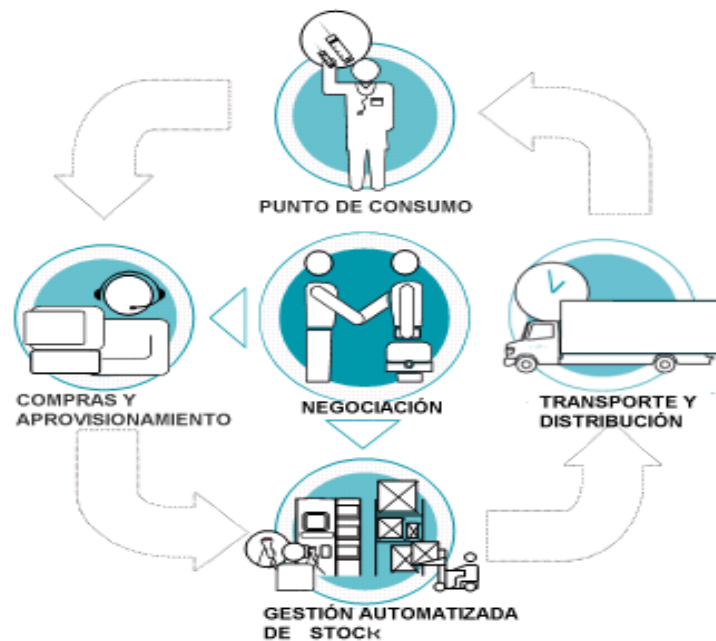 PUNTO DE CONSUMO
COMPRAS Y
APROVISIONAMIENTO
NEGOCIACIÓN
TRANSPORTE Y
DISTRIBUCIÓN
GESTIÓN AUTOMATIZADA
DE STOCK